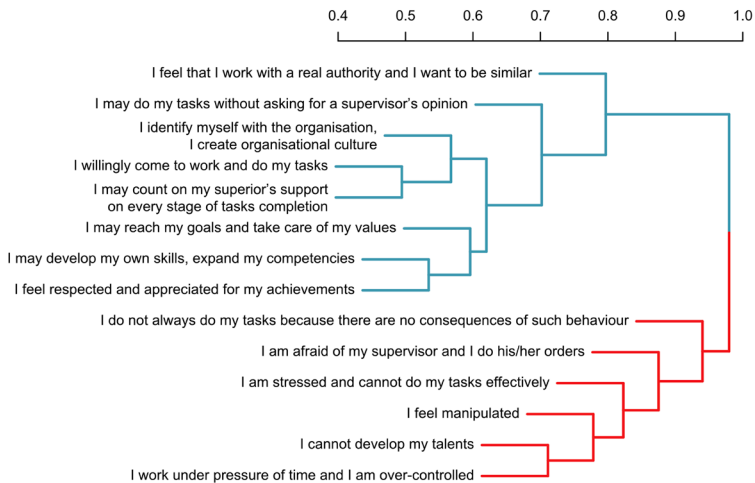 0.4 0.5 0.6 0.7 0.8 0.9 1.0
I feel that I work with a real authority and I want to be similar
I may do my tasks without asking for a supervisor's opinion
I identify myself with the organisation,
I create organisational culture
I willingly come to work and do my tasks
I may count on my superior's support
on every stage of tasks completion
I may reach my goals and take care of my values
I may develop my own skills, expand my competencies
I feel respected and appreciated for my achievements
I do not always do my tasks because there are no consequences of such behaviour
I am afraid of my supervisor and I do his/her orders
I am stressed and cannot do my tasks effectively
I feel manipulated
I cannot develop my talents
I work under pressure of time and I am over-controlled